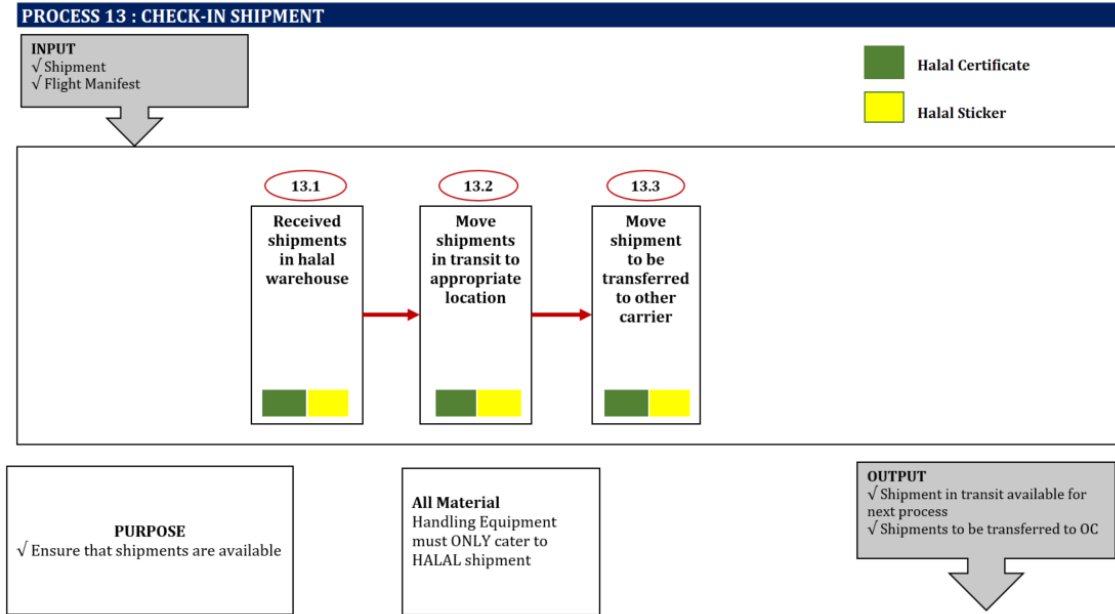 PROCESS 13 : CHECK-IN SHIPMENT
INPUT
√ Shipment
√ Flight Manifest
Halal Certificate
Halal Sticker
13.1
Received
shipments
in halal
warehouse
13.2
Move
shipments
in transit to
appropriate
location
13.3
Move
shipment
to be
transferred
to other
carrier
PURPOSE
√ Ensure that shipments are available
All Material
Handling Equipment
must ONLY cater to
HALAL shipment
OUTPUT
√ Shipment in transit available for
next process
√ Shipments to be transferred to OC